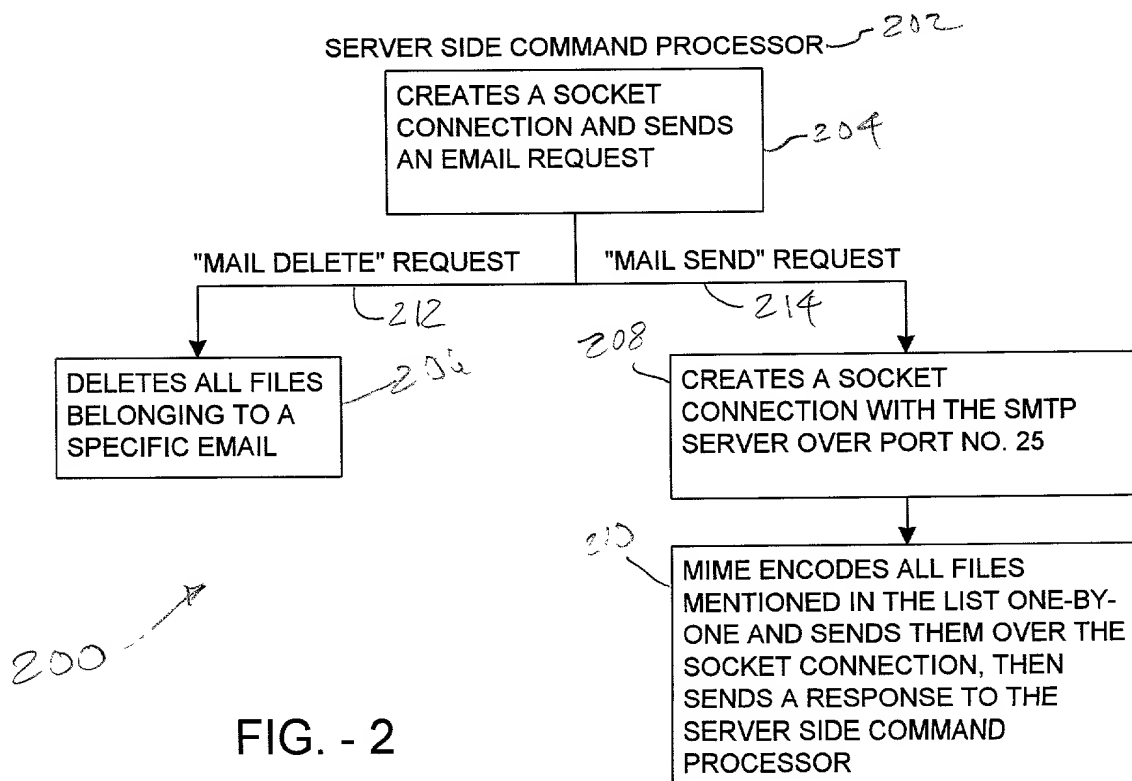 SERVER SIDE COMMAND PROCESSOR 202
CREATES A SOCKET
CONNECTION AND SENDS
AN EMAIL REQUEST
204
"MAIL DELETE" REQUEST
"MAIL SEND" REQUEST
212
214
DELETES ALL FILES
BELONGING TO A
SPECIFIC EMAIL
208
CREATES A SOCKET
CONNECTION WITH THE SMTP
SERVER OVER PORT NO. 25
210
MIME ENCODES ALL FILES
MENTIONED IN THE LIST ONE-BY-
ONE AND SENDS THEM OVER THE
SOCKET CONNECTION, THEN
SENDS A RESPONSE TO THE
SERVER SIDE COMMAND
PROCESSOR
200
FIG. - 2